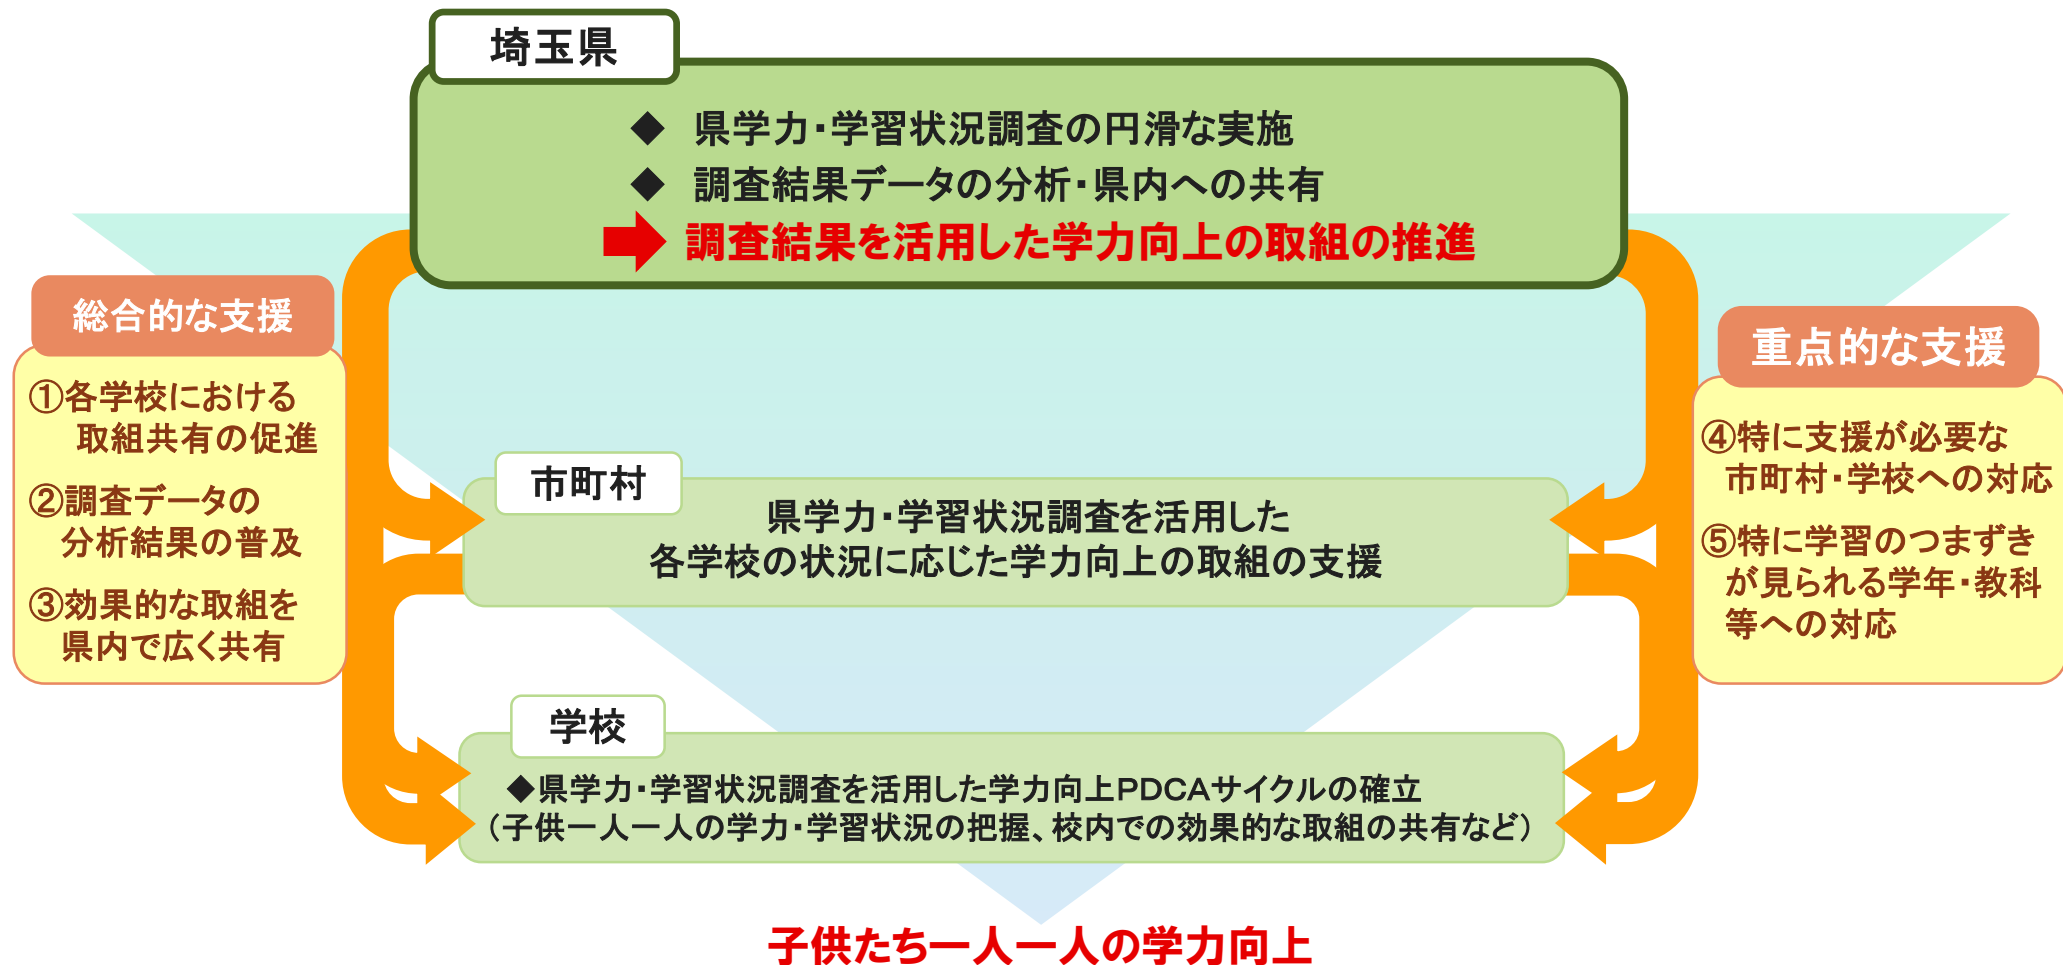 埼玉県
◆ 県学力・学習状況調査の円滑な実施
◆ 調査結果データの分析・県内への共有
調査結果を活用した学力向上の取組の推進
総合的な支援
①各学校における
取組共有の促進
②調査データの
分析結果の普及
③効果的な取組を
県内で広く共有
重点的な支援
④特に支援が必要な
市町村・学校への対応
⑤特に学習のつまずき
が見られる学年・教科
等への対応
市町村
県学力・学習状況調査を活用した
各学校の状況に応じた学力向上の取組の支援
学校
◆県学力・学習状況調査を活用した学力向上PDCAサイクルの確立
（子供一人一人の学力・学習状況の把握、校内での効果的な取組の共有など）
子供たち一人一人の学力向上